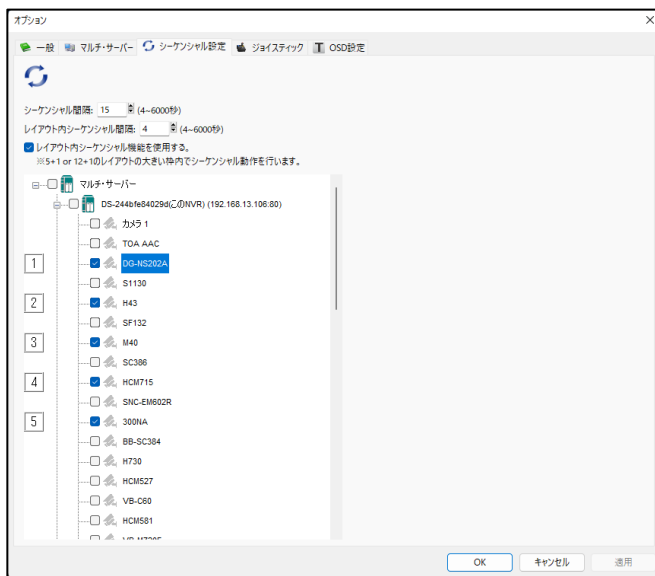 オプション
一般 マルチ・サーバー シーケンシャル設定 ジョイスティック OSD設定
シーケンシャル間隔: 15 (4~6000秒)
レイアウト内シーケンシャル間隔: 4 (4~6000秒)
レイアウト内シーケンシャル機能を使用する。
※5+1 or 12+1のレイアウトの大きい枠内でシーケンシャル動作を行います。
マルチ・サーバー
DS-244bfe84029d(このNVR) (192.168.13.106:80)
カメラ 1
TOA AAC
1 DG-NS202A
S1130
2 H43
SF132
3 M40
SC386
4 HCM715
SNC-EM602R
5 300NA
BB-SC384
H730
HCM527
VB-C60
HCM581
OK キャンセル 適用